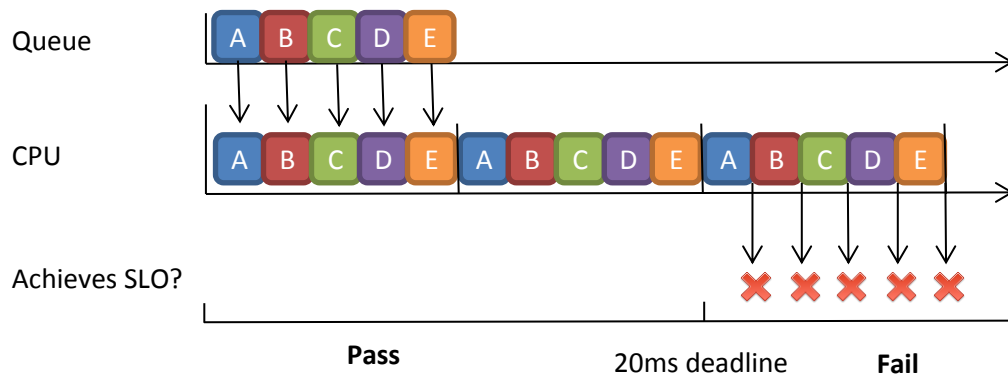 Queue
A B C D E
CPU
A B C D E A B C D E A B C D E
Achieves SLO?
Pass
20ms deadline
Fail